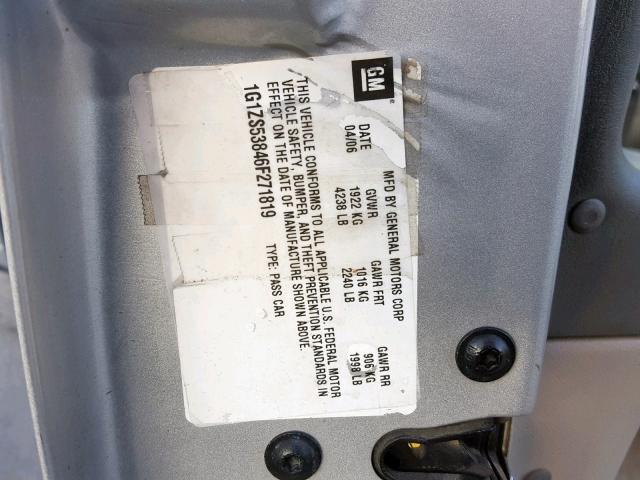 GM
MFD BY GENERAL MOTORS CORP
DATE GVWR GAWR FRT GAWR RR
04/06 1922 KG 1016 KG 906 KG
4238 LB 2240 LB 1998 LB
THIS VEHICLE CONFORMS TO ALL APPLICABLE U.S. FEDERAL MOTOR
VEHICLE SAFETY, BUMPER, AND THEFT PREVENTION STANDARDS IN
EFFECT ON THE DATE OF MANUFACTURE SHOWN ABOVE.
1G1ZS53846F271819 TYPE: PASS CAR